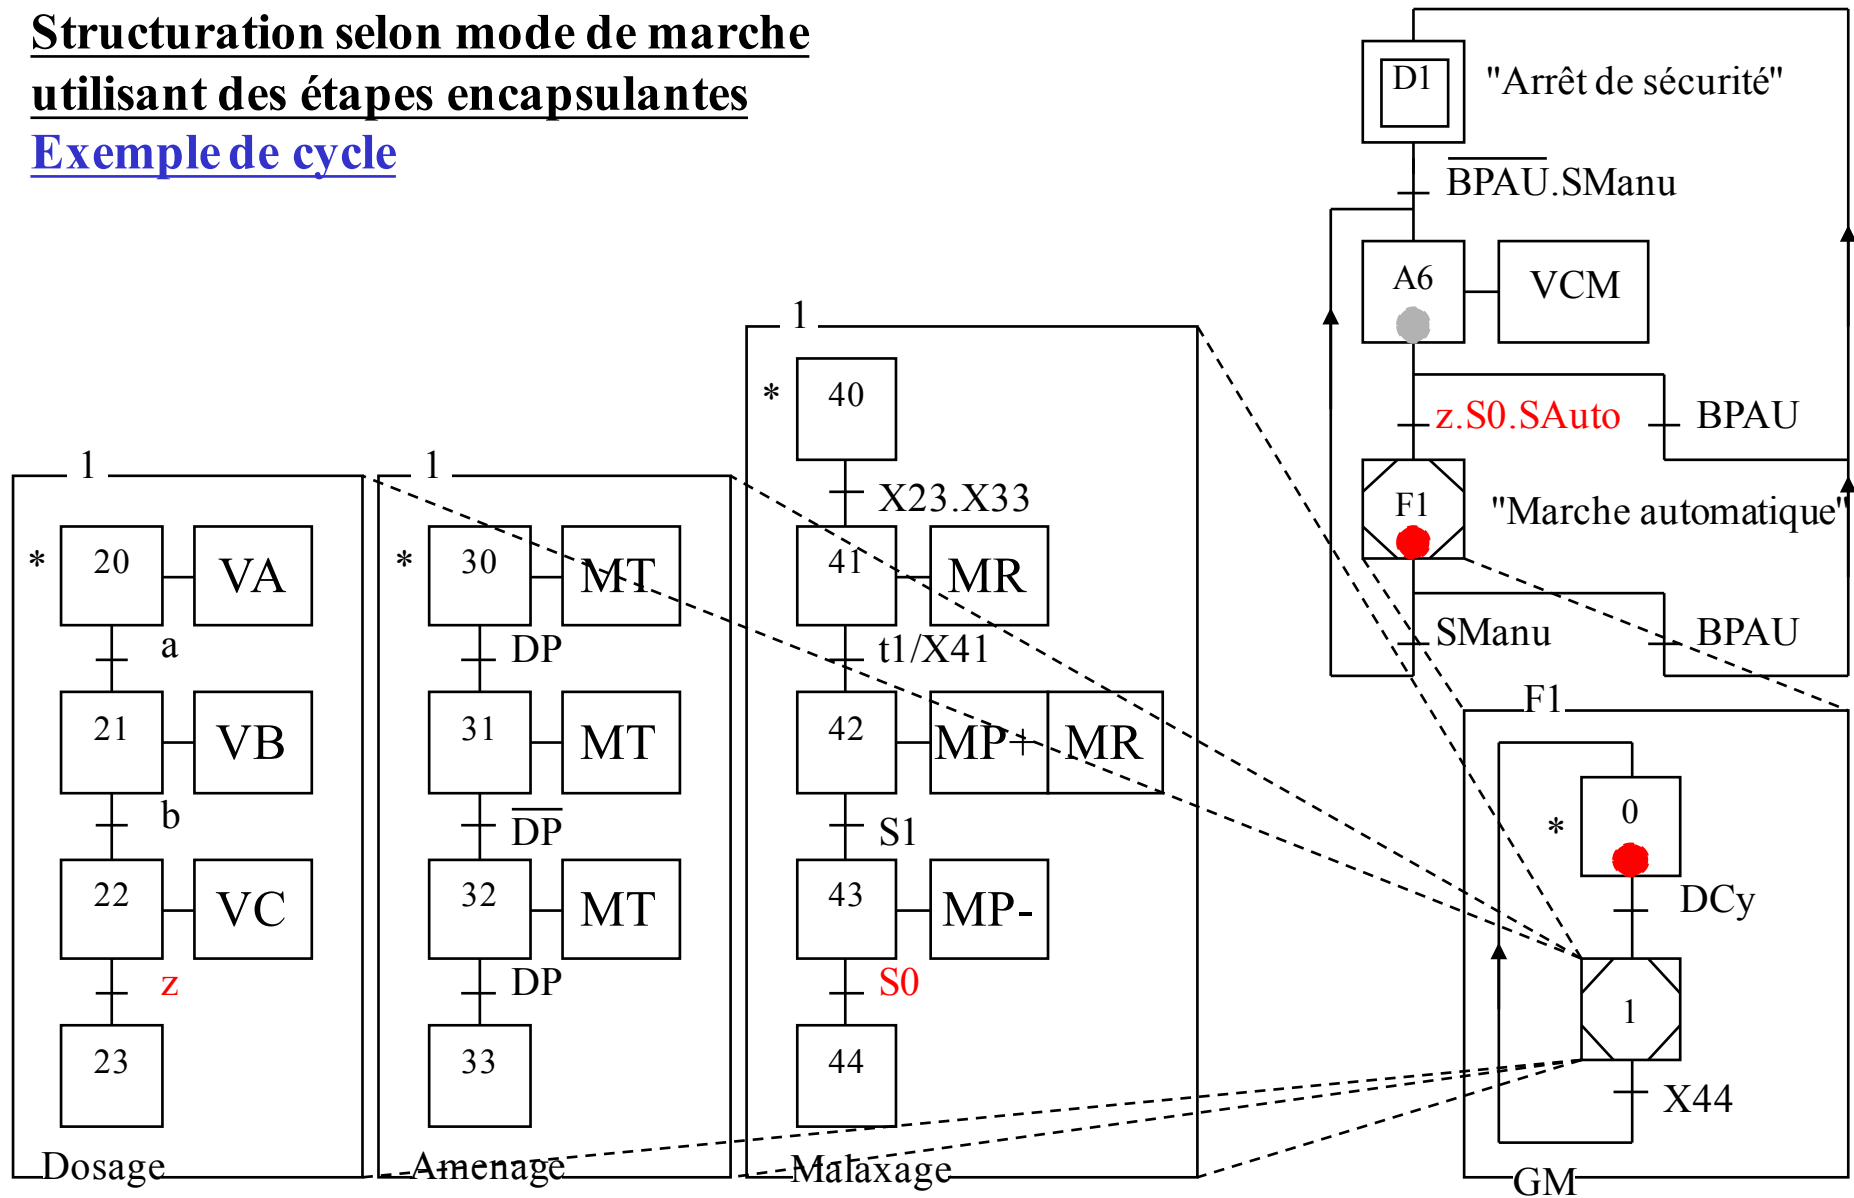 Structuration selon mode de marche
utilisant des étapes encapsulantes
Exemple de cycle
D1
"Arrêt de sécurité"
BPAU.SManu
A6
VCM
z.S0.SAuto
BPAU
F1
"Marche automatique"
SManu
BPAU
1
*
20
VA
a
21
VB
b
22
VC
z
23
Dosage
1
*
30
MT
DP
31
MT
DP
32
MT
DP
33
Amenage
1
*
40
X23.X33
41
MR
t1/X41
42
MP+
MR
S1
43
MP-
S0
44
Malaxage
F1
*
0
DCy
1
X44
GM